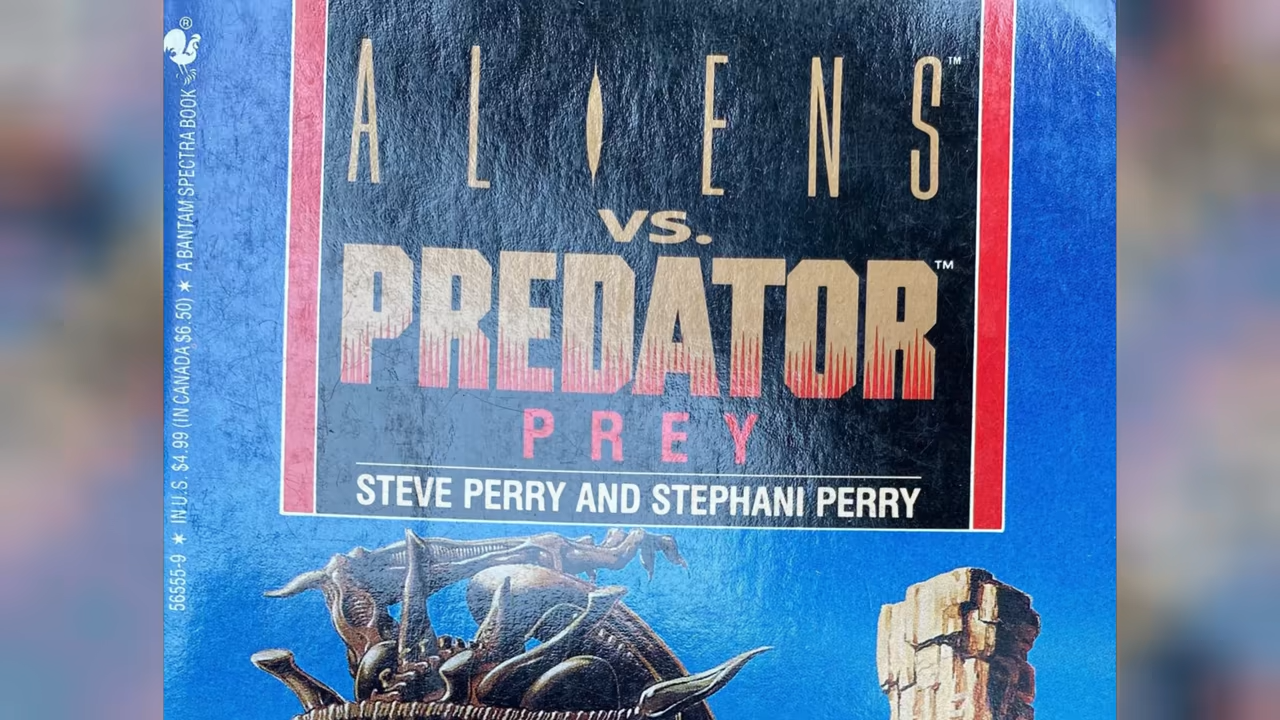 ALIENS™
VS.
PREDATOR™
PREY
STEVE PERRY AND STEPHANI PERRY
56555-9 ★ IN U.S. $4.99 (IN CANADA $6.50) ★ A BANTAM SPECTRA BOOK ®